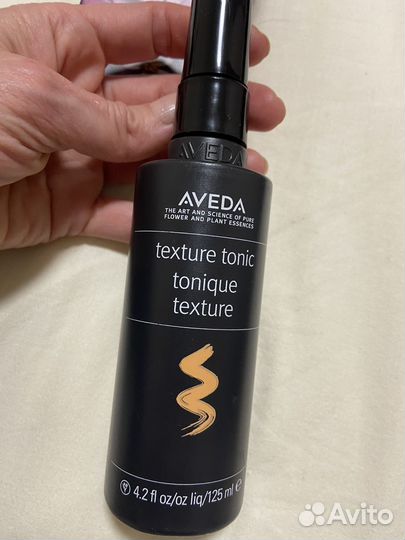 AVEDA
AVEDA
THE ART AND SCIENCE OF PURE
FLOWER AND PLANT ESSENCES
texture tonic
tonique
texture
4.2 fl oz/oz liq/125 ml e
Avito